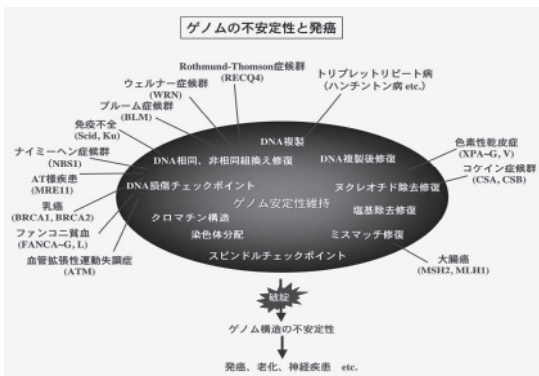 ゲノムの不安定性と発癌
Rothmund-Thomson症候群
(RECQ4)
トリプレットリピート病
(ハンチントン病 etc.)
ウェルナー症候群
(WRN)
ブルーム症候群
(BLM)
免疫不全
(Scid, Ku)
ナイミーヘン症候群
(NBS1)
AT様疾患
(MRE11)
乳癌
(BRCA1, BRCA2)
ファンコニ貧血
(FANCA~G, L)
血管拡張性運動失調症
(ATM)
DNA複製
DNA相同、非相同組換え修復
DNA複製後修復
DNA損傷チェックポイント
ヌクレオチド除去修復
ゲノム安定性維持
クロマチン構造
塩基除去修復
染色体分配
ミスマッチ修復
スピンドルチェックポイント
色素性乾皮症
(XPA~G, V)
コケイン症候群
(CSA, CSB)
大腸癌
(MSH2, MLH1)
破綻
ゲノム構造の不安定性
発癌、老化、神経疾患 etc.